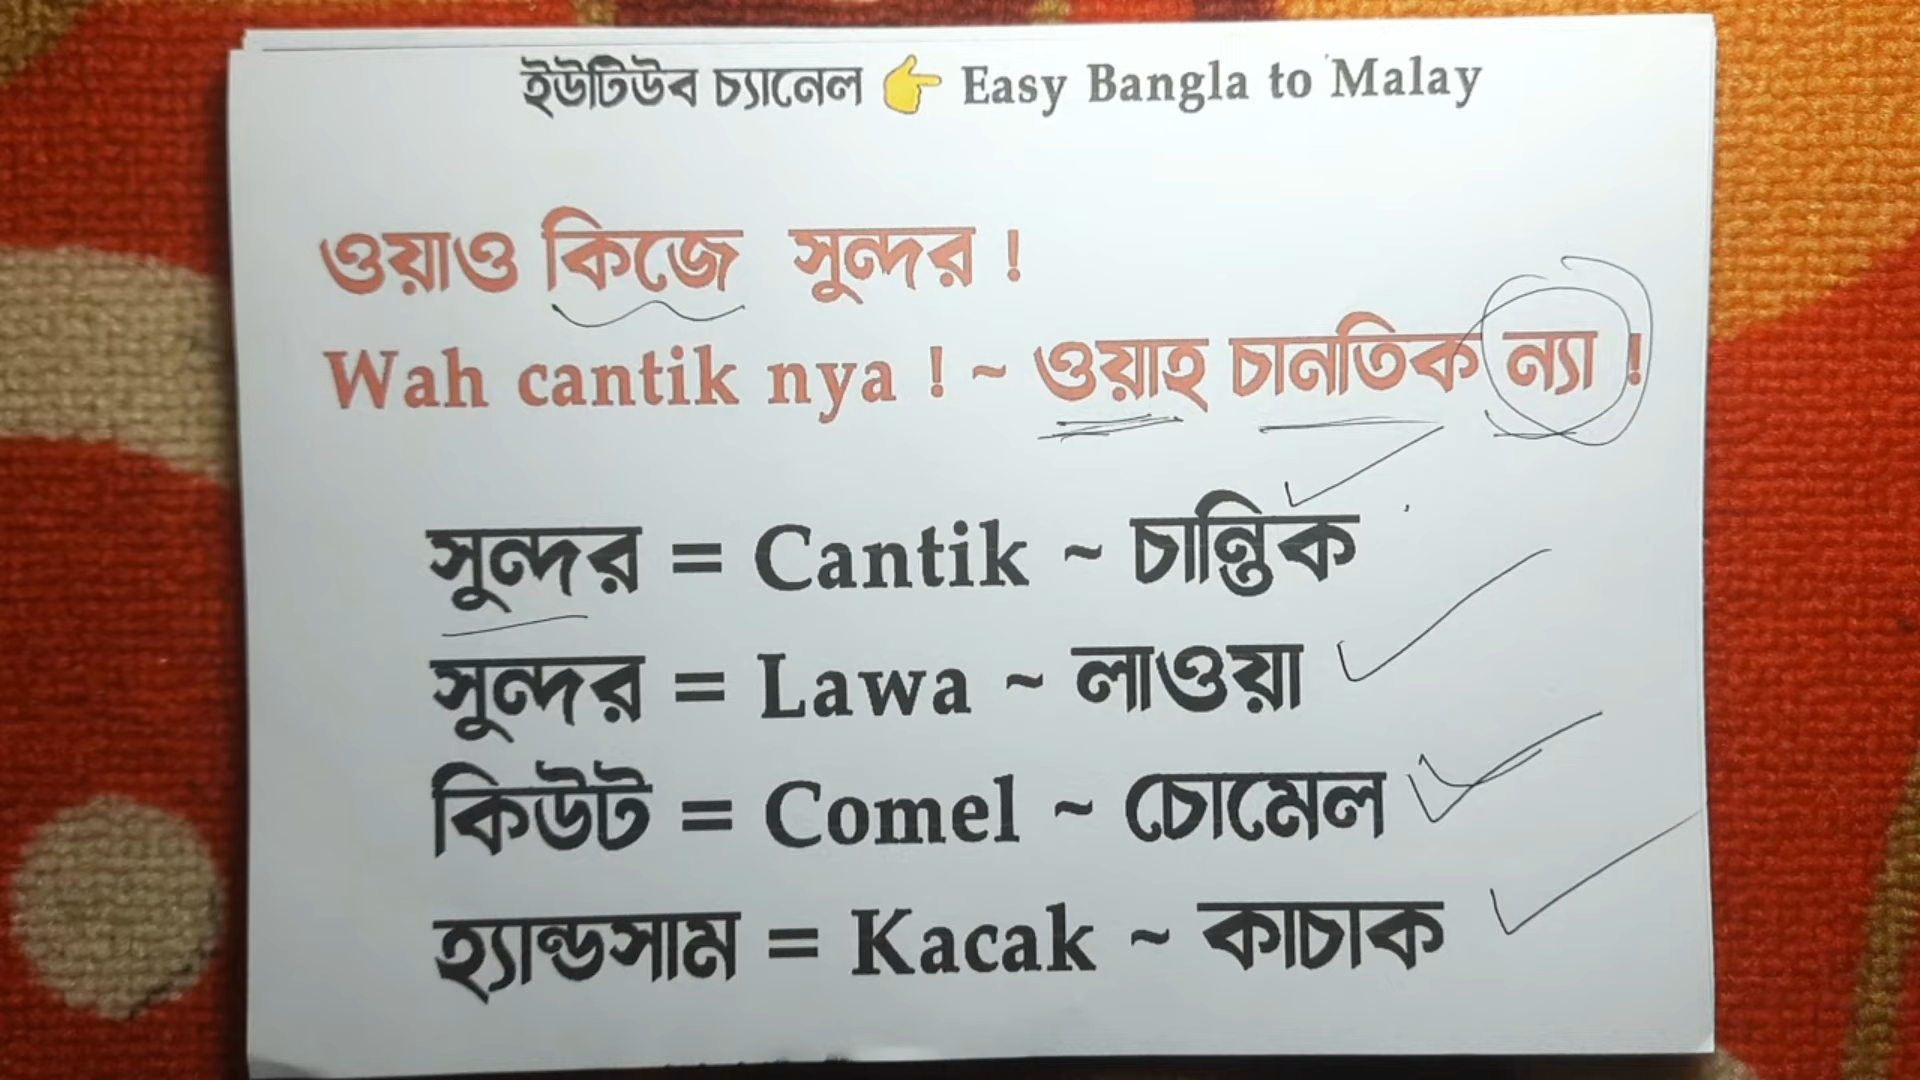 ইউটিউব চ্যানেল 👉 Easy Bangla to Malay
ওয়াও কিজে সুন্দর !
Wah cantik nya ! ~ ওয়াহ চানতিক ন্যা !
সুন্দর = Cantik ~ চান্তিক
সুন্দর = Lawa ~ লাওয়া
কিউট = Comel ~ চোমেল
হ্যান্ডসাম = Kacak ~ কাচাক